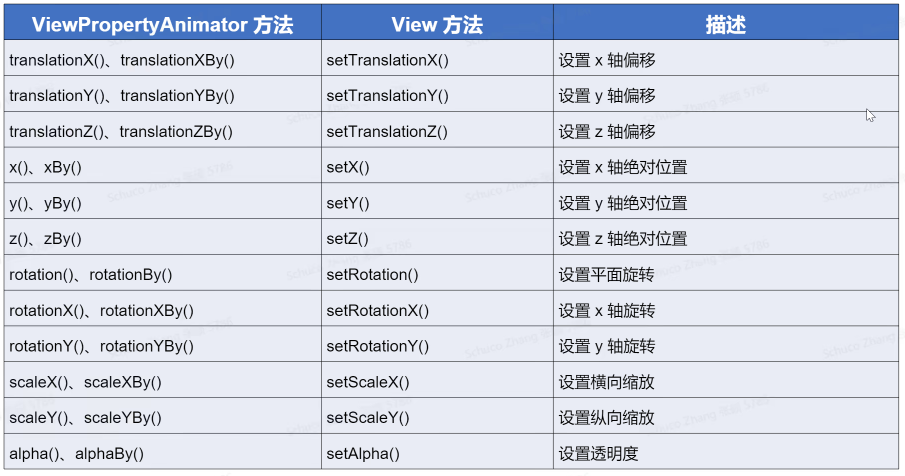 ViewPropertyAnimator 方法 View 方法 描述
translationX()、translationXBy() setTranslationX() 设置 x 轴偏移
translationY()、translationYBy() setTranslationY() 设置 y 轴偏移
translationZ()、translationZBy() setTranslationZ() 设置 z 轴偏移
x()、xBy() setX() 设置 x 轴绝对位置
y()、yBy() setY() 设置 y 轴绝对位置
z()、zBy() setZ() 设置 z 轴绝对位置
rotation()、rotationBy() setRotation() 设置平面旋转
rotationX()、rotationXBy() setRotationX() 设置 x 轴旋转
rotationY()、rotationYBy() setRotationY() 设置 y 轴旋转
scaleX()、scaleXBy() setScaleX() 设置横向缩放
scaleY()、scaleYBy() setScaleY() 设置纵向缩放
alpha()、alphaBy() setAlpha() 设置透明度